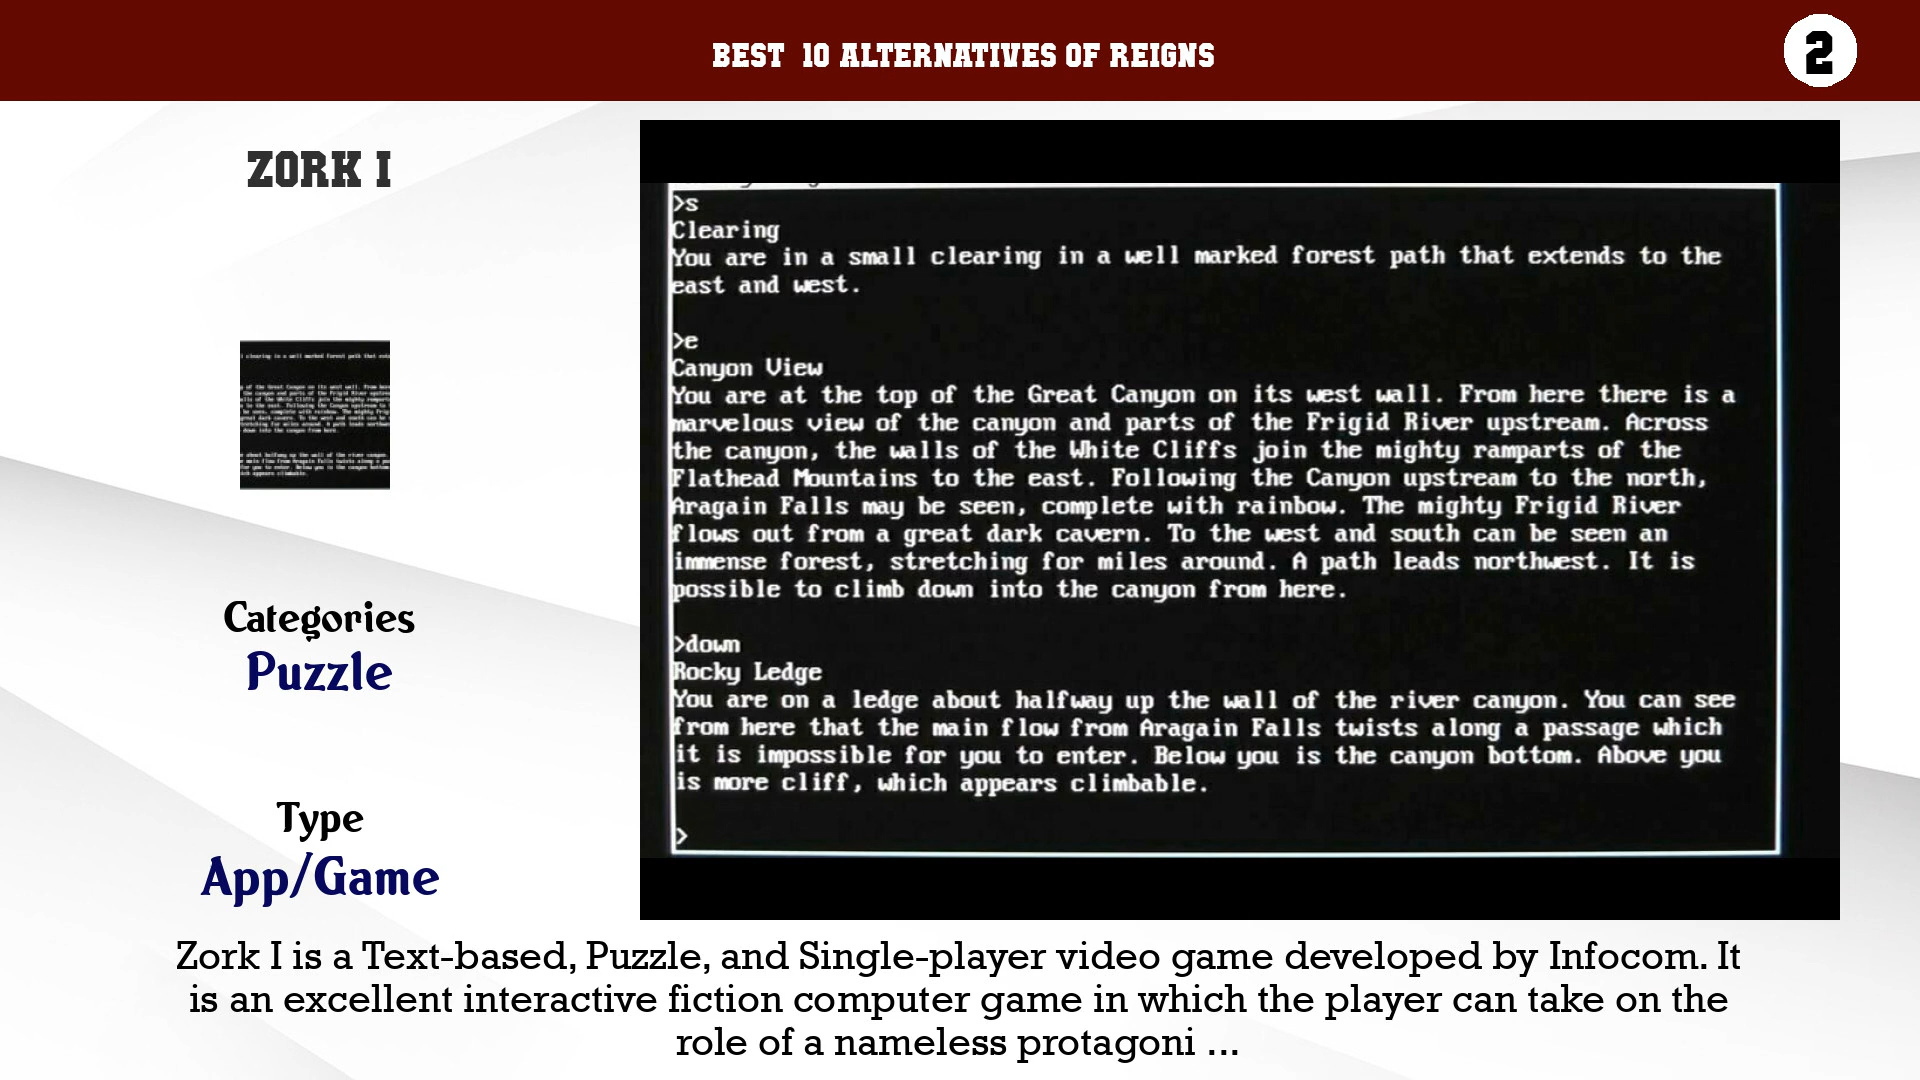 BEST 10 ALTERNATIVES OF REIGNS
2
ZORK I
Categories
Puzzle
Type
App/Game
>s
Clearing
You are in a small clearing in a well marked forest path that extends to the
east and west.
>e
Canyon View
You are at the top of the Great Canyon on its west wall. From here there is a
marvelous view of the canyon and parts of the Frigid River upstream. Across
the canyon, the walls of the White Cliffs join the mighty ramparts of the
Flathead Mountains to the east. Following the Canyon upstream to the north,
Aragain Falls may be seen, complete with rainbow. The mighty Frigid River
flows out from a great dark cavern. To the west and south can be seen an
immense forest, stretching for miles around. A path leads northwest. It is
possible to climb down into the canyon from here.
>down
Rocky Ledge
You are on a ledge about halfway up the wall of the river canyon. You can see
from here that the main flow from Aragain Falls twists along a passage which
it is impossible for you to enter. Below you is the canyon bottom. Above you
is more cliff, which appears climbable.
>
Zork I is a Text-based, Puzzle, and Single-player video game developed by Infocom. It
is an excellent interactive fiction computer game in which the player can take on the
role of a nameless protagoni ...